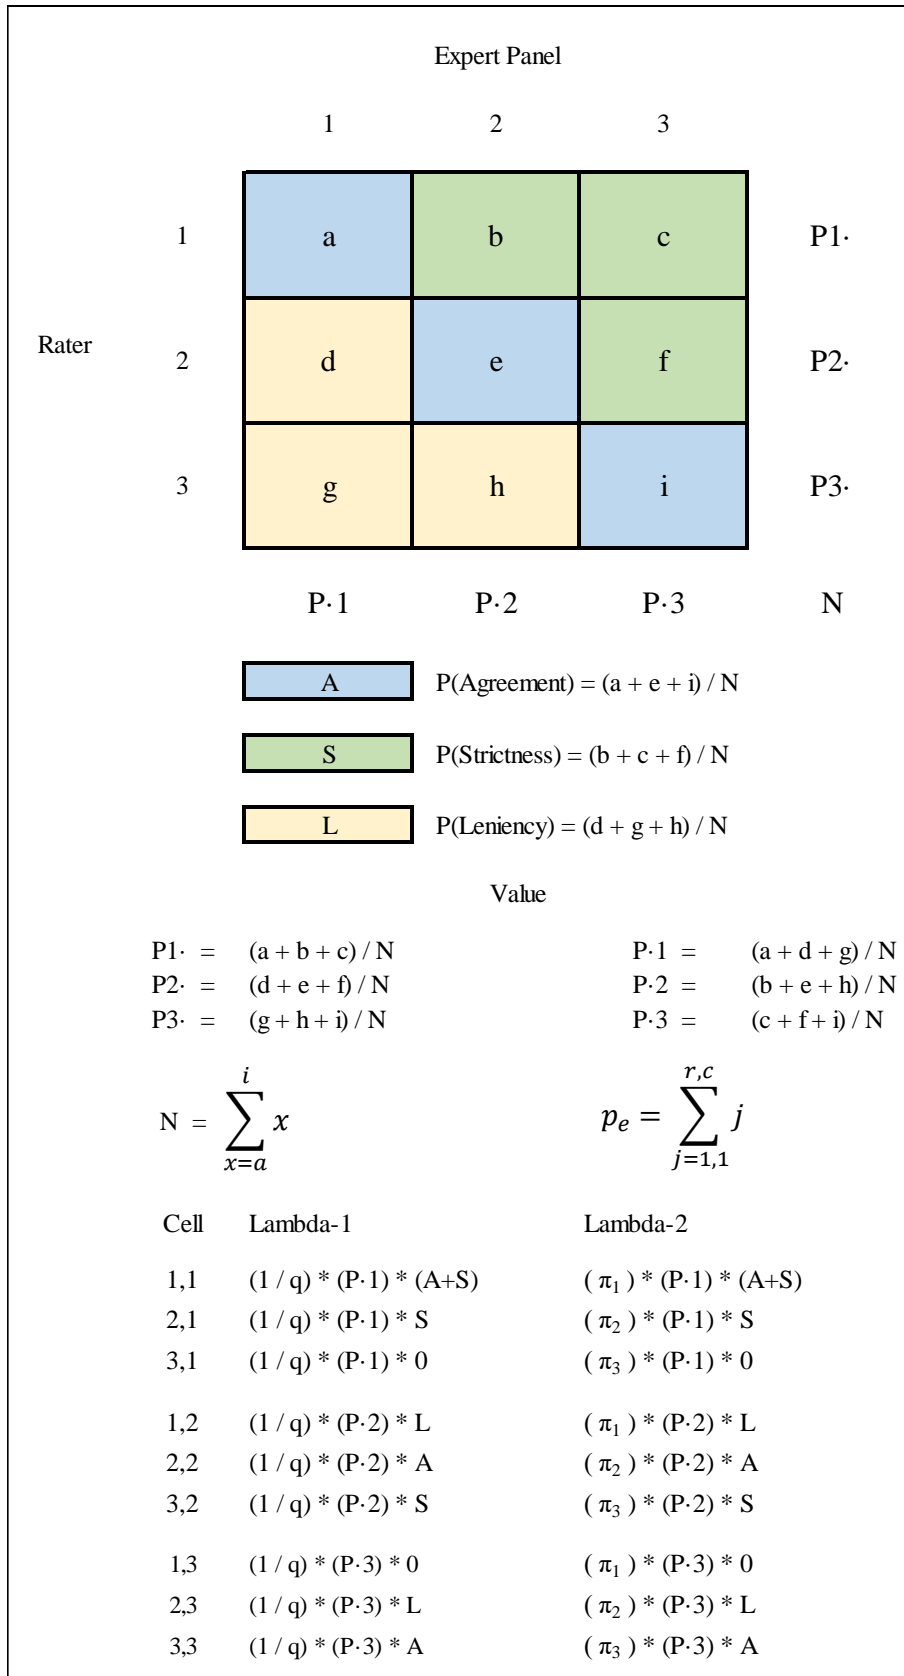 Expert Panel
1 2 3
1 a b c P1·
Rater 2 d e f P2·
3 g h i P3·
P·1 P·2 P·3 N
A P(Agreement) = (a + e + i) / N
S P(Strictness) = (b + c + f) / N
L P(Leniency) = (d + g + h) / N
Value
P1· = (a + b + c) / N P·1 = (a + d + g) / N
P2· = (d + e + f) / N P·2 = (b + e + h) / N
P3· = (g + h + i) / N P·3 = (c + f + i) / N
N = ∑_{x=a}^{i} x p_e = ∑_{j=1,1}^{r,c} j
Cell Lambda-1 Lambda-2
1,1 (1 / q) * (P·1) * (A+S) ( π₁ ) * (P·1) * (A+S)
2,1 (1 / q) * (P·1) * S ( π₂ ) * (P·1) * S
3,1 (1 / q) * (P·1) * 0 ( π₃ ) * (P·1) * 0
1,2 (1 / q) * (P·2) * L ( π₁ ) * (P·2) * L
2,2 (1 / q) * (P·2) * A ( π₂ ) * (P·2) * A
3,2 (1 / q) * (P·2) * S ( π₃ ) * (P·2) * S
1,3 (1 / q) * (P·3) * 0 ( π₁ ) * (P·3) * 0
2,3 (1 / q) * (P·3) * L ( π₂ ) * (P·3) * L
3,3 (1 / q) * (P·3) * A ( π₃ ) * (P·3) * A